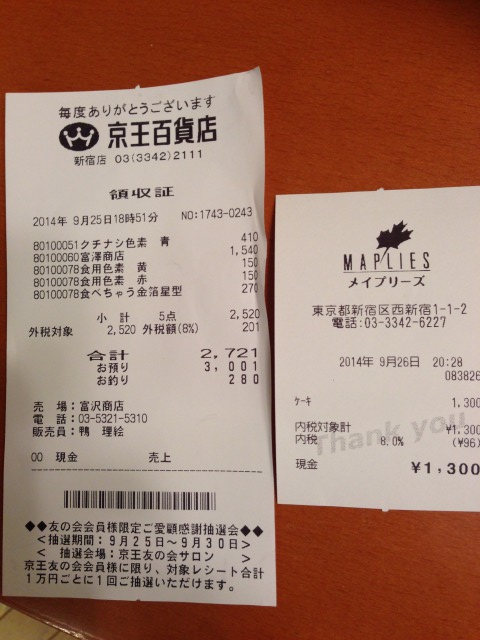 毎度ありがとうございます
京王百貨店
新宿店 03(3342)2111
領収証
2014年 9月25日18時51分 NO:1743-0243
80100051クチナシ色素 青 410
80100060富澤商店 1,540
80100078食用色素 黄 150
80100078食用色素 赤 150
80100078食べちゃう金箔星型 270
小 計 5点 2,520
外税対象 2,520 外税額(8%) 201
合計 2,721
お預り 3,001
お釣り 280
売 場：富沢商店
電 話：03-5321-5310
販売員：鴨 理絵
00 現金 売上
◆◆友の会会員様限定ご愛顧感謝抽選会◆◆
<抽選期間：９月２５日～９月３０日>
< 抽選会場：京王友の会サロン >
京王友の会会員様に限り、対象レシート合計
１万円ごとに１回ご抽選いただけます。
MAPLIES
メイプリーズ
東京都新宿区西新宿1-1-2
電話:03-3342-6227
2014年 9月26日 20:28
083826
ｹｰｷ 1,300
内税対象計 ¥1,300
内税 8.0% (¥96)
Thank you
現金 ¥1,300